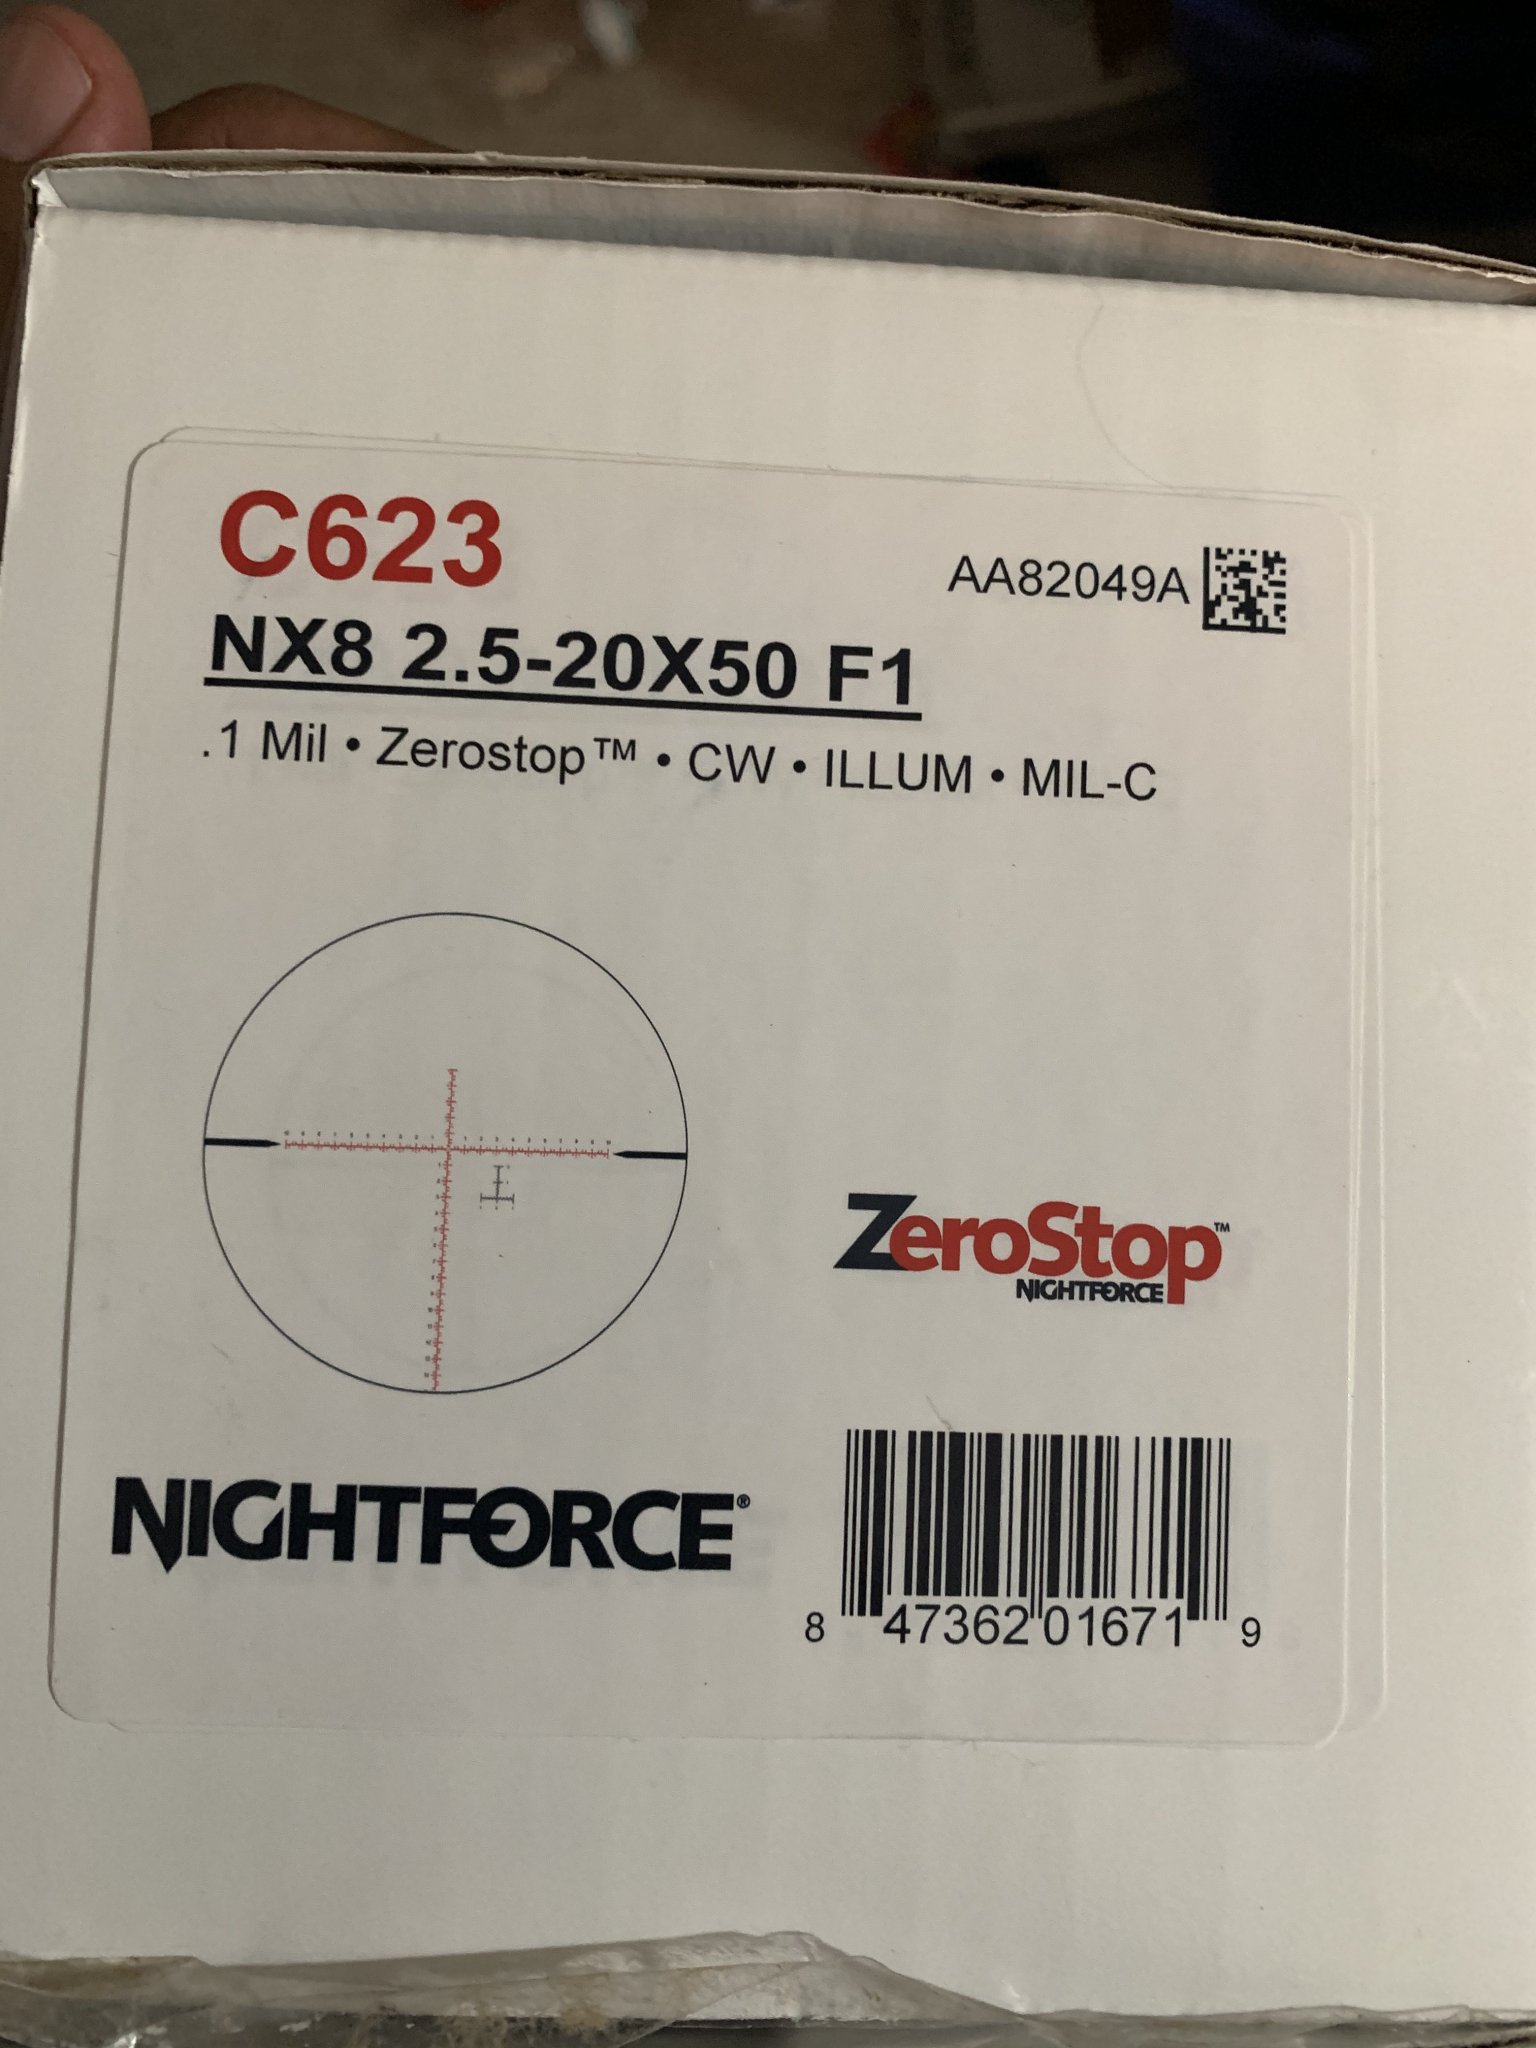 C623
AA82049A
NX8 2.5-20X50 F1
.1 Mil • Zerostop™ • CW • ILLUM • MIL-C
ZeroStop™
NIGHTFORCE
NIGHTFORCE®
8 47362 01671 9